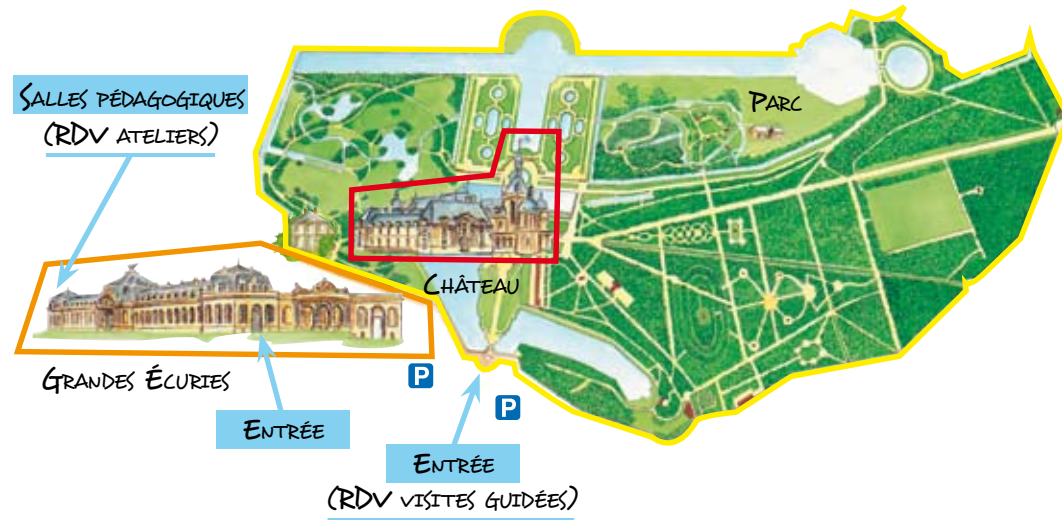 Salles pédagogiques
(RDV ateliers)
Parc
Château
Grandes Écuries
P
P
Entrée
Entrée
(RDV visites guidées)